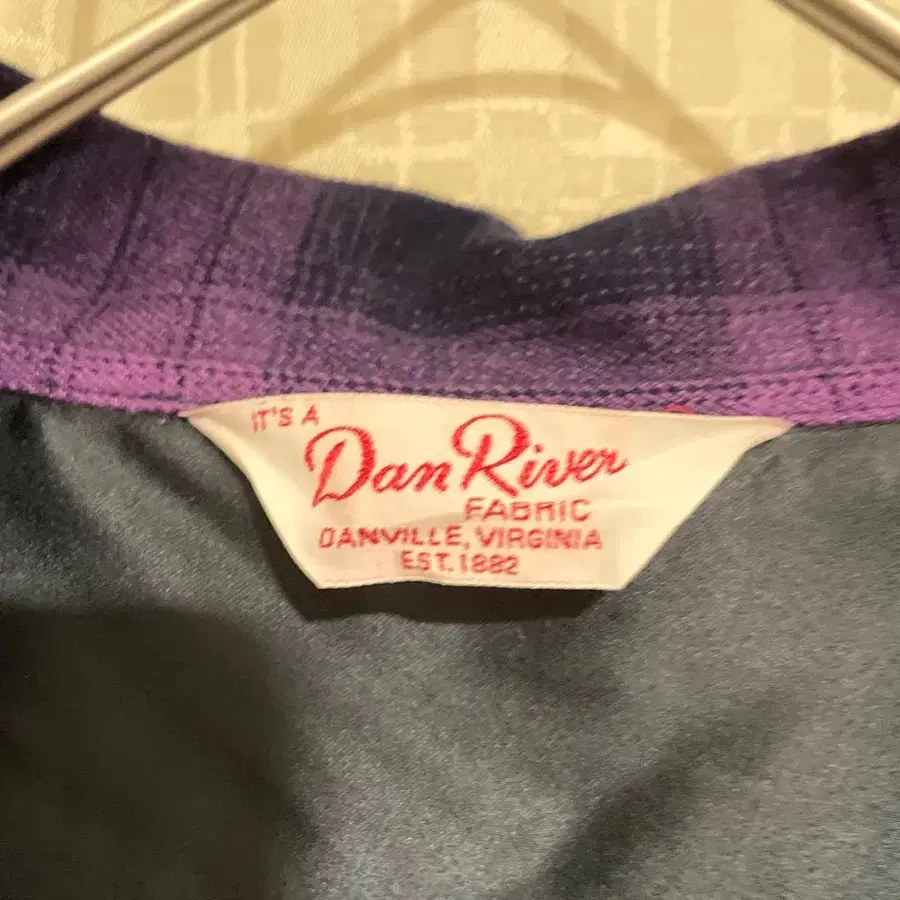 IT'S A
Dan River
FABRIC
DANVILLE, VIRGINIA
EST. 1882